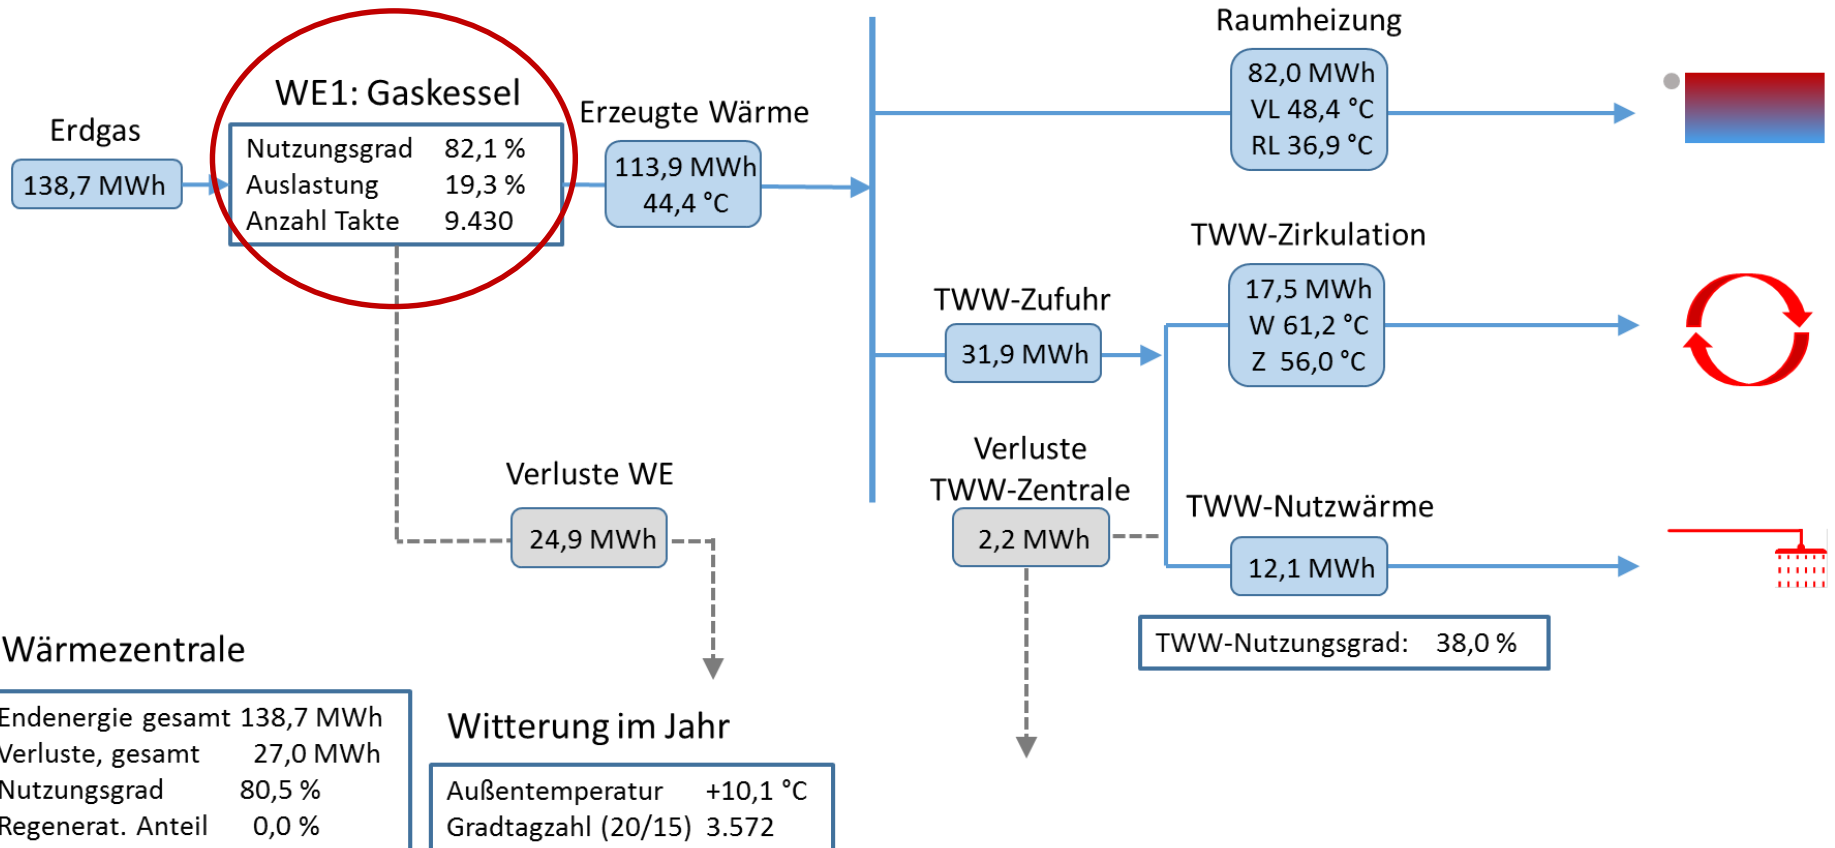 Erdgas
138,7 MWh
WE1: Gaskessel
Nutzungsgrad 82,1 %
Auslastung 19,3 %
Anzahl Takte 9.430
Erzeugte Wärme
113,9 MWh
44,4 °C
Raumheizung
82,0 MWh
VL 48,4 °C
RL 36,9 °C
TWW-Zirkulation
17,5 MWh
W 61,2 °C
Z 56,0 °C
TWW-Zufuhr
31,9 MWh
Verluste WE
24,9 MWh
Verluste
TWW-Zentrale
2,2 MWh
TWW-Nutzwärme
12,1 MWh
TWW-Nutzungsgrad: 38,0 %
Wärmezentrale
Endenergie gesamt 138,7 MWh
Verluste, gesamt 27,0 MWh
Nutzungsgrad 80,5 %
Regenerat. Anteil 0,0 %
Witterung im Jahr
Außentemperatur +10,1 °C
Gradtagzahl (20/15) 3.572